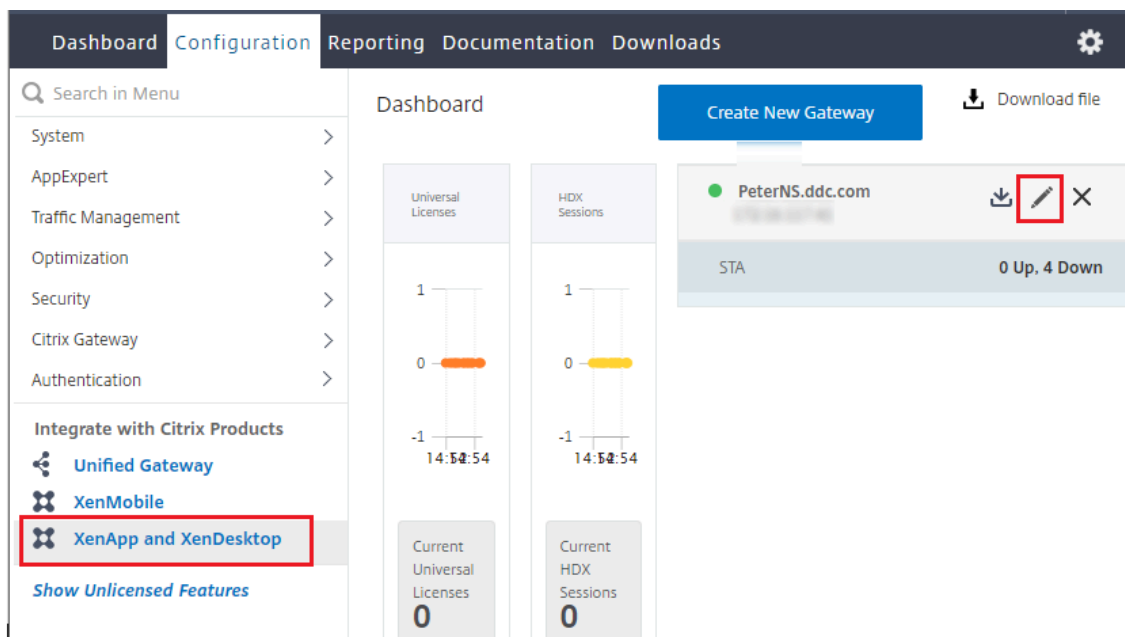 Dashboard Configuration Reporting Documentation Downloads
Search in Menu
System
AppExpert
Traffic Management
Optimization
Security
Citrix Gateway
Authentication
Integrate with Citrix Products
Unified Gateway
XenMobile
XenApp and XenDesktop
Show Unlicensed Features
Dashboard
Create New Gateway
Download file
Universal
Licenses
1
0
-1
Current
Universal
Licenses
0
HDX
Sessions
1
0
-1
Current
HDX
Sessions
0
PeterNS.ddc.com
STA 0 Up, 4 Down